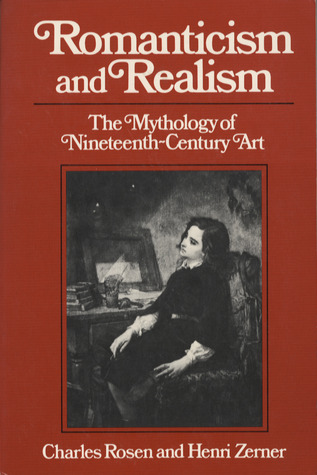 Romanticism
and Realism
The Mythology of
Nineteenth-Century Art
Charles Rosen and Henri Zerner